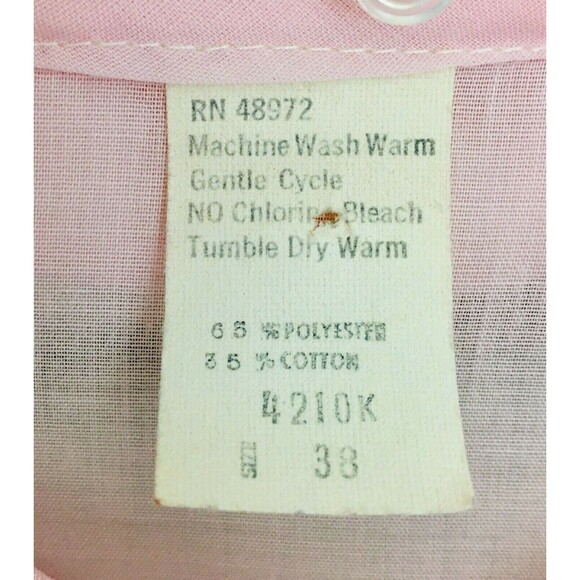 RN 48972
Machine Wash Warm
Gentle Cycle
NO Chlorine Bleach
Tumble Dry Warm
65 % POLYESTER
35 % COTTON
4210K
SIZE 38